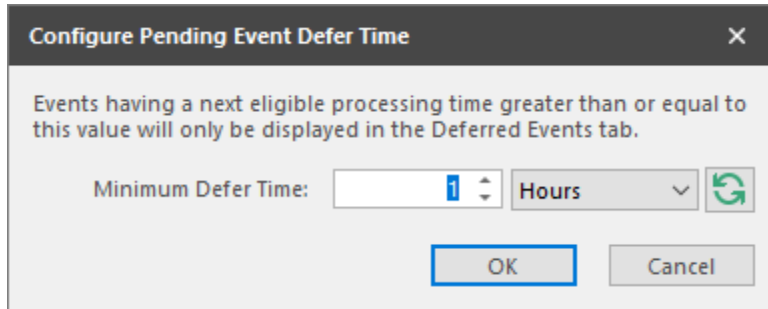 Configure Pending Event Defer Time
Events having a next eligible processing time greater than or equal to
this value will only be displayed in the Deferred Events tab.
Minimum Defer Time: 1 Hours
OK Cancel